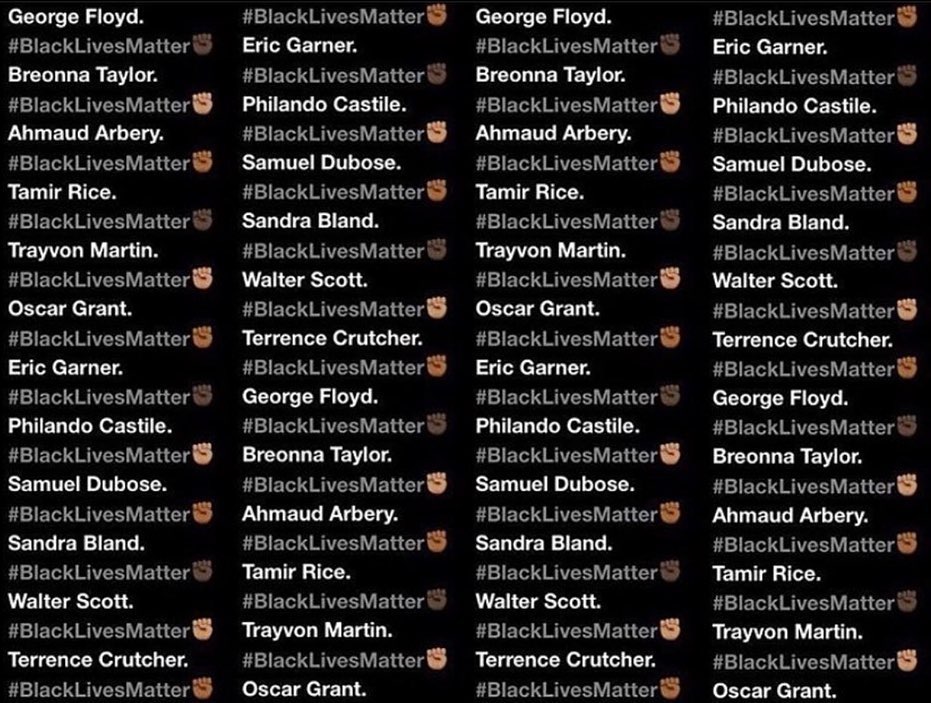 George Floyd.
#BlackLivesMatter✊🏾
Breonna Taylor.
#BlackLivesMatter✊🏼
Ahmaud Arbery.
#BlackLivesMatter✊🏾
Tamir Rice.
#BlackLivesMatter✊🏿
Trayvon Martin.
#BlackLivesMatter✊🏼
Oscar Grant.
#BlackLivesMatter✊🏾
Eric Garner.
#BlackLivesMatter✊🏿
Philando Castile.
#BlackLivesMatter✊🏼
Samuel Dubose.
#BlackLivesMatter✊🏾
Sandra Bland.
#BlackLivesMatter✊🏿
Walter Scott.
#BlackLivesMatter✊🏼
Terrence Crutcher.
#BlackLivesMatter✊🏾
#BlackLivesMatter✊🏾
Eric Garner.
#BlackLivesMatter✊🏿
Philando Castile.
#BlackLivesMatter✊🏼
Samuel Dubose.
#BlackLivesMatter✊🏾
Sandra Bland.
#BlackLivesMatter✊🏿
Walter Scott.
#BlackLivesMatter✊🏼
Terrence Crutcher.
#BlackLivesMatter✊🏾
George Floyd.
#BlackLivesMatter✊🏿
Breonna Taylor.
#BlackLivesMatter✊🏼
Ahmaud Arbery.
#BlackLivesMatter✊🏾
Tamir Rice.
#BlackLivesMatter✊🏿
Trayvon Martin.
#BlackLivesMatter✊🏼
Oscar Grant.
George Floyd.
#BlackLivesMatter✊🏿
Breonna Taylor.
#BlackLivesMatter✊🏼
Ahmaud Arbery.
#BlackLivesMatter✊🏾
Tamir Rice.
#BlackLivesMatter✊🏿
Trayvon Martin.
#BlackLivesMatter✊🏼
Oscar Grant.
#BlackLivesMatter✊🏾
Eric Garner.
#BlackLivesMatter✊🏿
Philando Castile.
#BlackLivesMatter✊🏼
Samuel Dubose.
#BlackLivesMatter✊🏾
Sandra Bland.
#BlackLivesMatter✊🏿
Walter Scott.
#BlackLivesMatter✊🏼
Terrence Crutcher.
#BlackLivesMatter✊🏾
#BlackLivesMatter✊🏾
Eric Garner.
#BlackLivesMatter✊🏿
Philando Castile.
#BlackLivesMatter✊🏼
Samuel Dubose.
#BlackLivesMatter✊🏾
Sandra Bland.
#BlackLivesMatter✊🏿
Walter Scott.
#BlackLivesMatter✊🏼
Terrence Crutcher.
#BlackLivesMatter✊🏾
George Floyd.
#BlackLivesMatter✊🏿
Breonna Taylor.
#BlackLivesMatter✊🏼
Ahmaud Arbery.
#BlackLivesMatter✊🏾
Tamir Rice.
#BlackLivesMatter✊🏿
Trayvon Martin.
#BlackLivesMatter✊🏼
Oscar Grant.